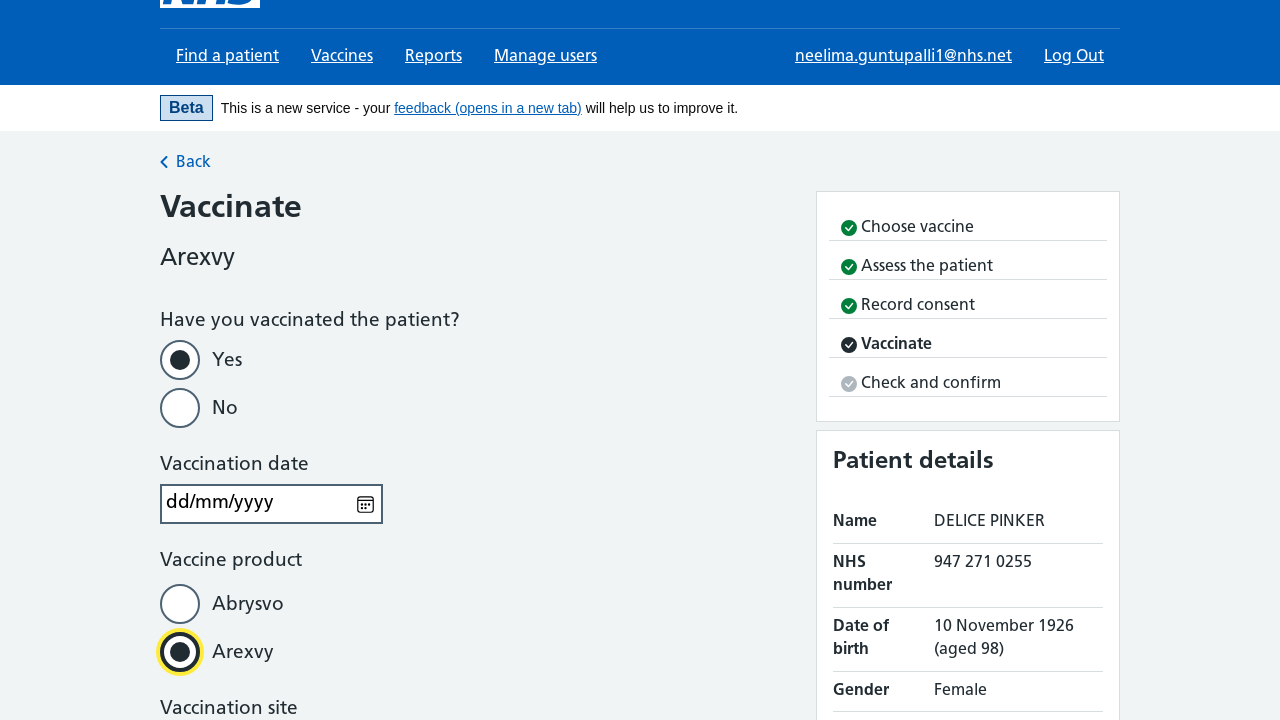 NHS
Find a patient Vaccines Reports Manage users neelima.guntupalli1@nhs.net Log Out
Beta This is a new service - your feedback (opens in a new tab) will help us to improve it.
Back
Vaccinate
Arexvy
Have you vaccinated the patient?
Yes
No
Vaccination date
dd/mm/yyyy
Vaccine product
Abrysvo
Arexvy
Vaccination site
Choose vaccine
Assess the patient
Record consent
Vaccinate
Check and confirm
Patient details
Name DELICE PINKER
NHS number 947 271 0255
Date of birth 10 November 1926 (aged 98)
Gender Female